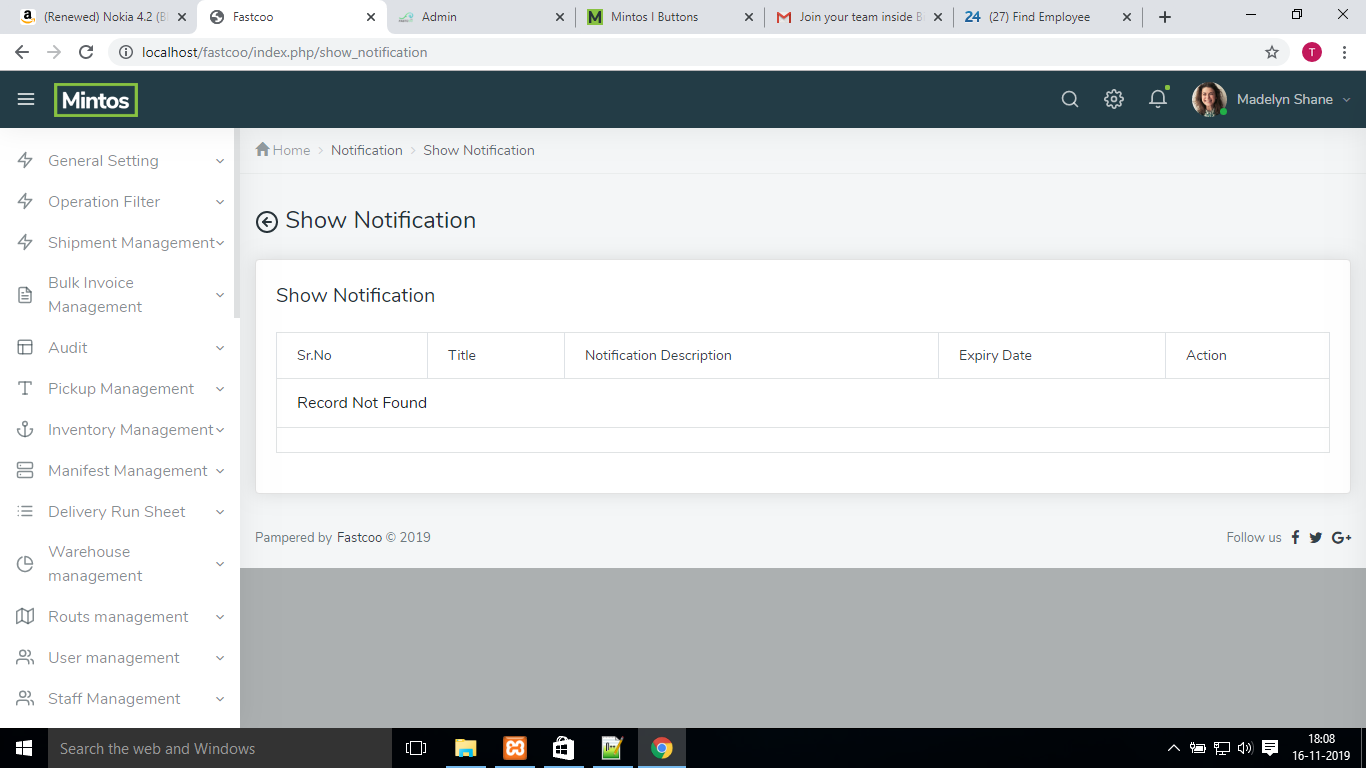 (Renewed) Nokia 4.2 (B
Fastcoo
Admin
Mintos I Buttons
Join your team inside B
24 (27) Find Employee
localhost/fastcoo/index.php/show_notification
T
Mintos
Madelyn Shane
General Setting
Operation Filter
Shipment Management
Bulk Invoice
Management
Audit
Pickup Management
Inventory Management
Manifest Management
Delivery Run Sheet
Warehouse
management
Routs management
User management
Staff Management
Home > Notification > Show Notification
Show Notification
Show Notification
Sr.No Title Notification Description Expiry Date Action
Record Not Found
Pampered by Fastcoo © 2019
Follow us
Search the web and Windows
18:08
16-11-2019